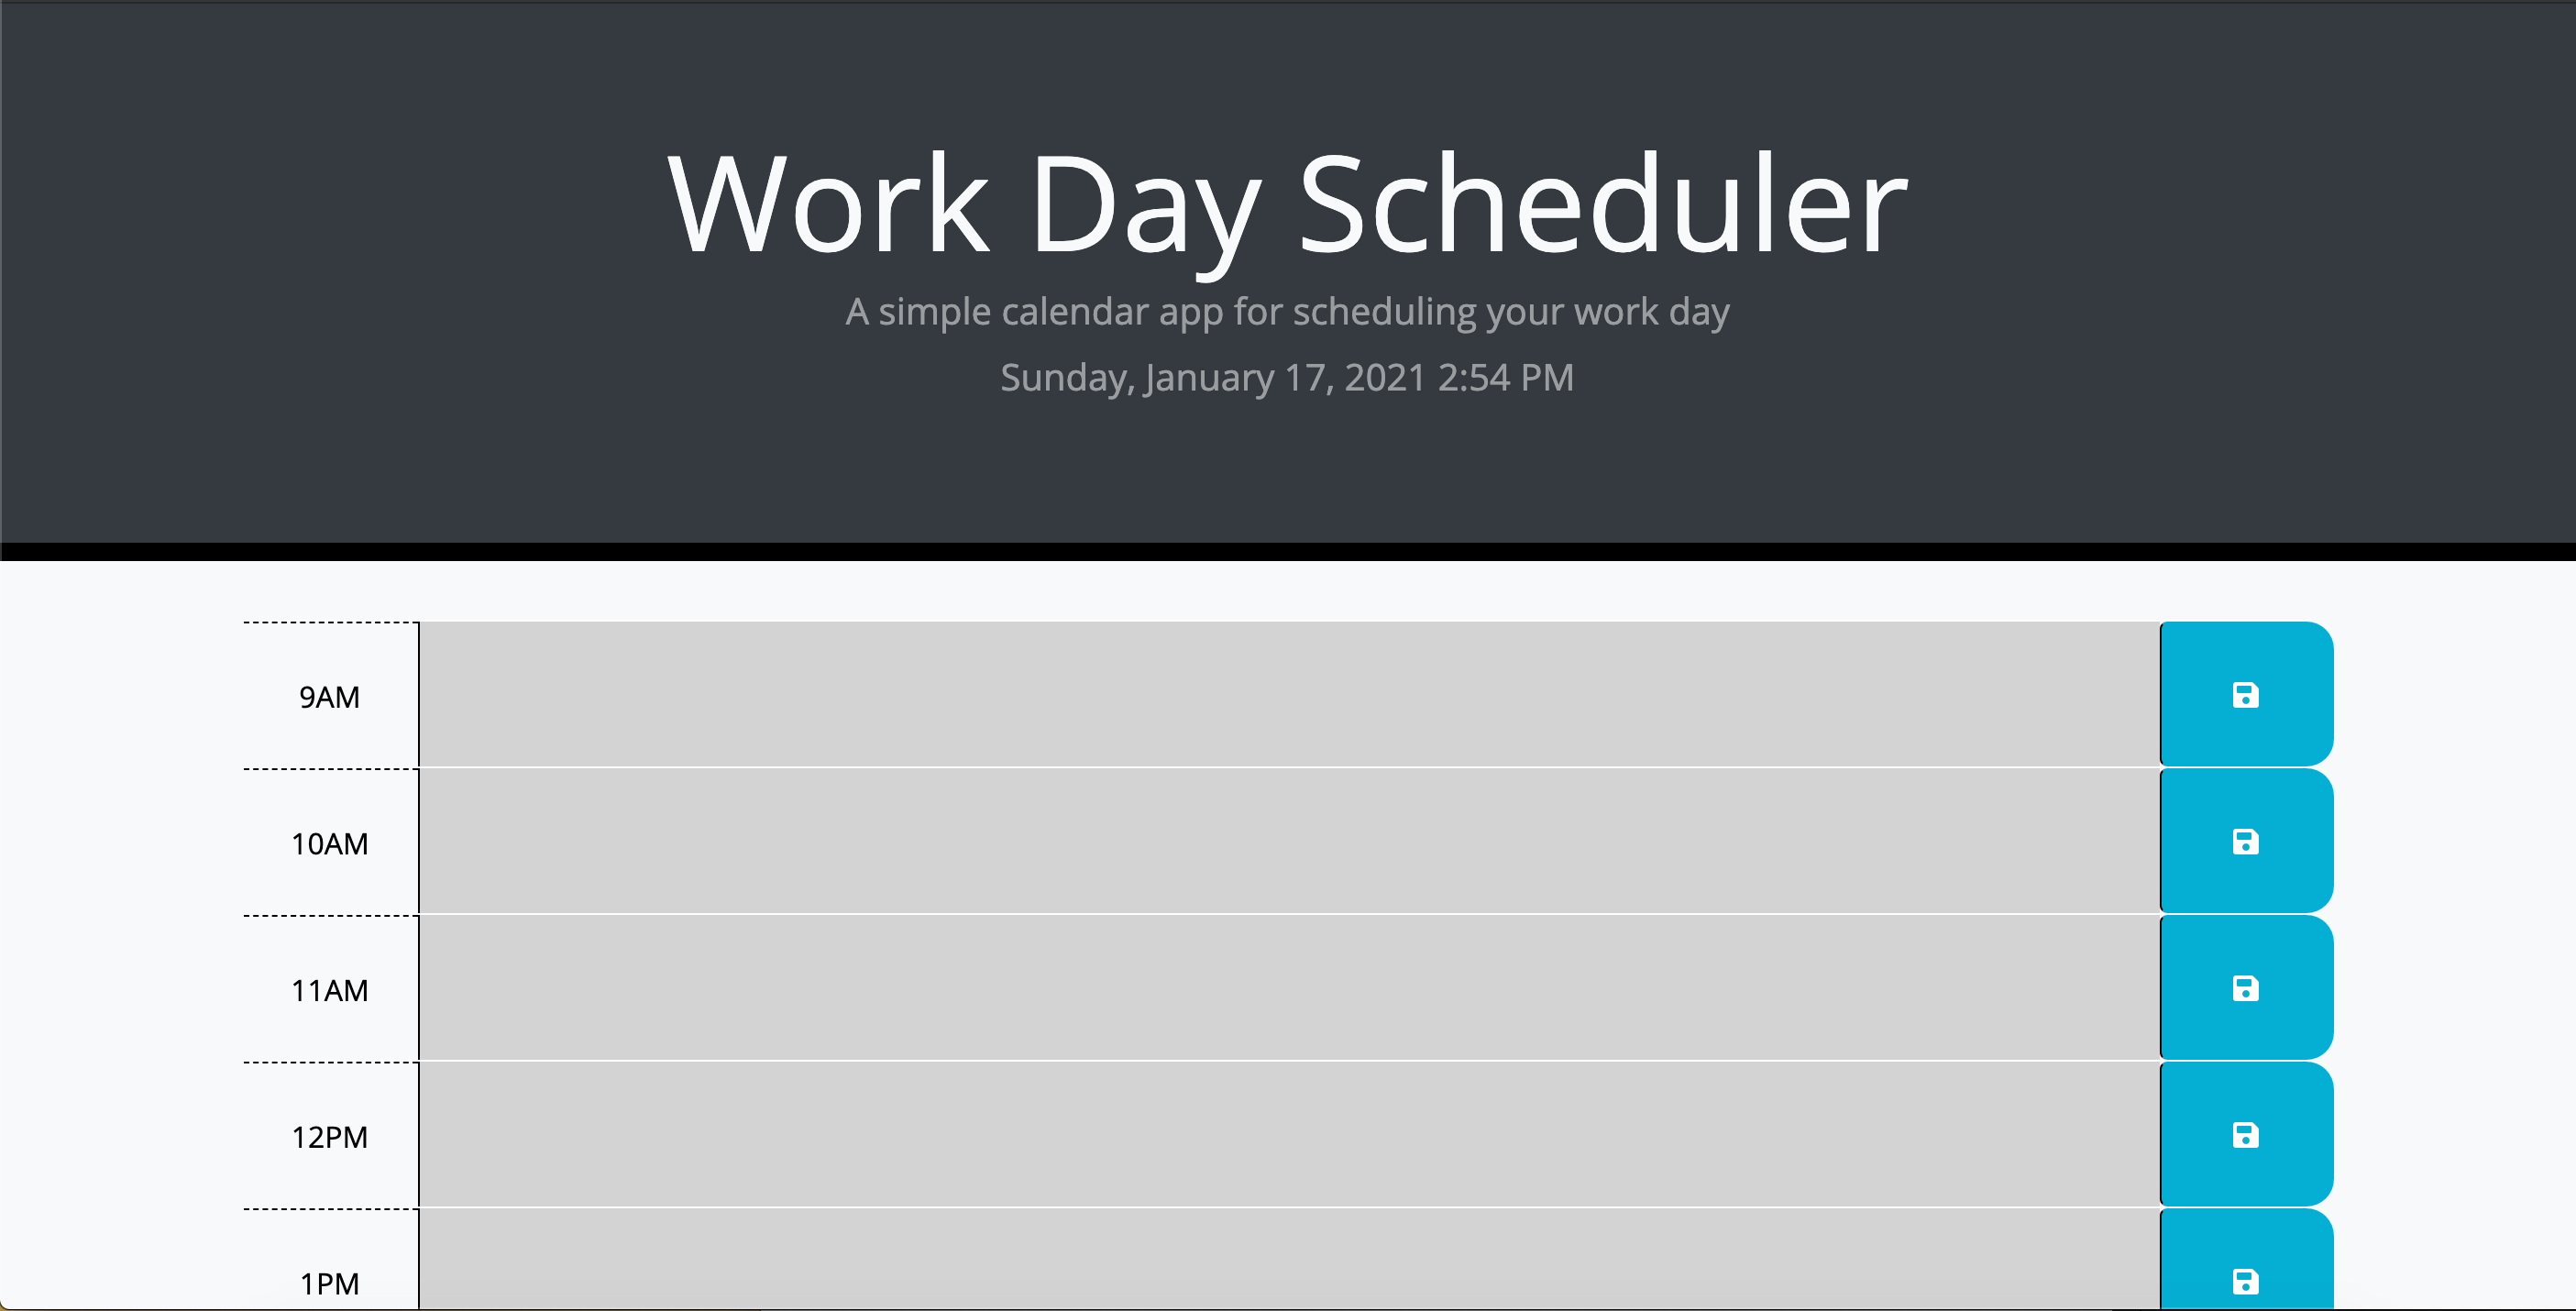 Work Day Scheduler
A simple calendar app for scheduling your work day
Sunday, January 17, 2021 2:54 PM
9AM
10AM
11AM
12PM
1PM